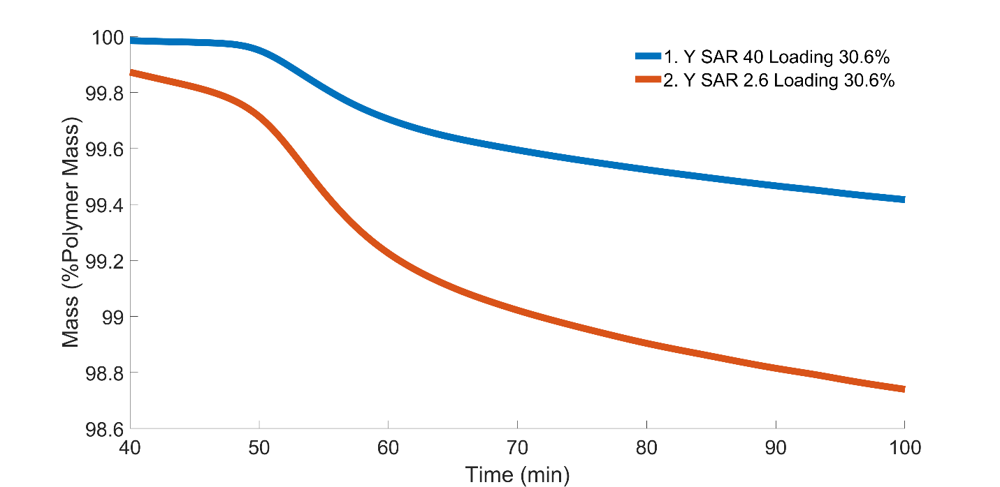 1. Y SAR 40 Loading 30.6%
2. Y SAR 2.6 Loading 30.6%
Mass (%Polymer Mass)
100
99.8
99.6
99.4
99.2
99
98.8
98.6
40 50 60 70 80 90 100
Time (min)